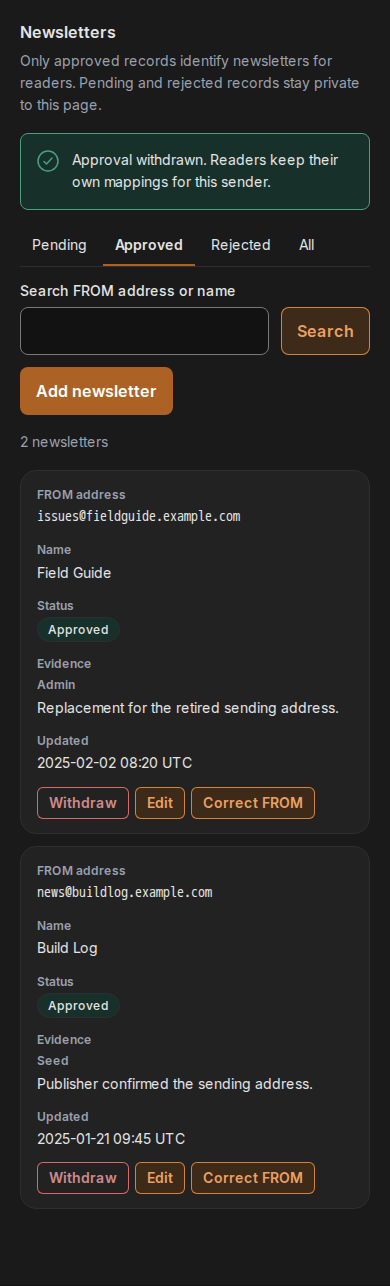 Newsletters
Only approved records identify newsletters for
readers. Pending and rejected records stay private
to this page.
Approval withdrawn. Readers keep their
own mappings for this sender.
Pending Approved Rejected All
Search FROM address or name
Search
Add newsletter
2 newsletters
FROM address
issues@fieldguide.example.com
Name
Field Guide
Status
Approved
Evidence
Admin
Replacement for the retired sending address.
Updated
2025-02-02 08:20 UTC
Withdraw Edit Correct FROM
FROM address
news@buildlog.example.com
Name
Build Log
Status
Approved
Evidence
Seed
Publisher confirmed the sending address.
Updated
2025-01-21 09:45 UTC
Withdraw Edit Correct FROM